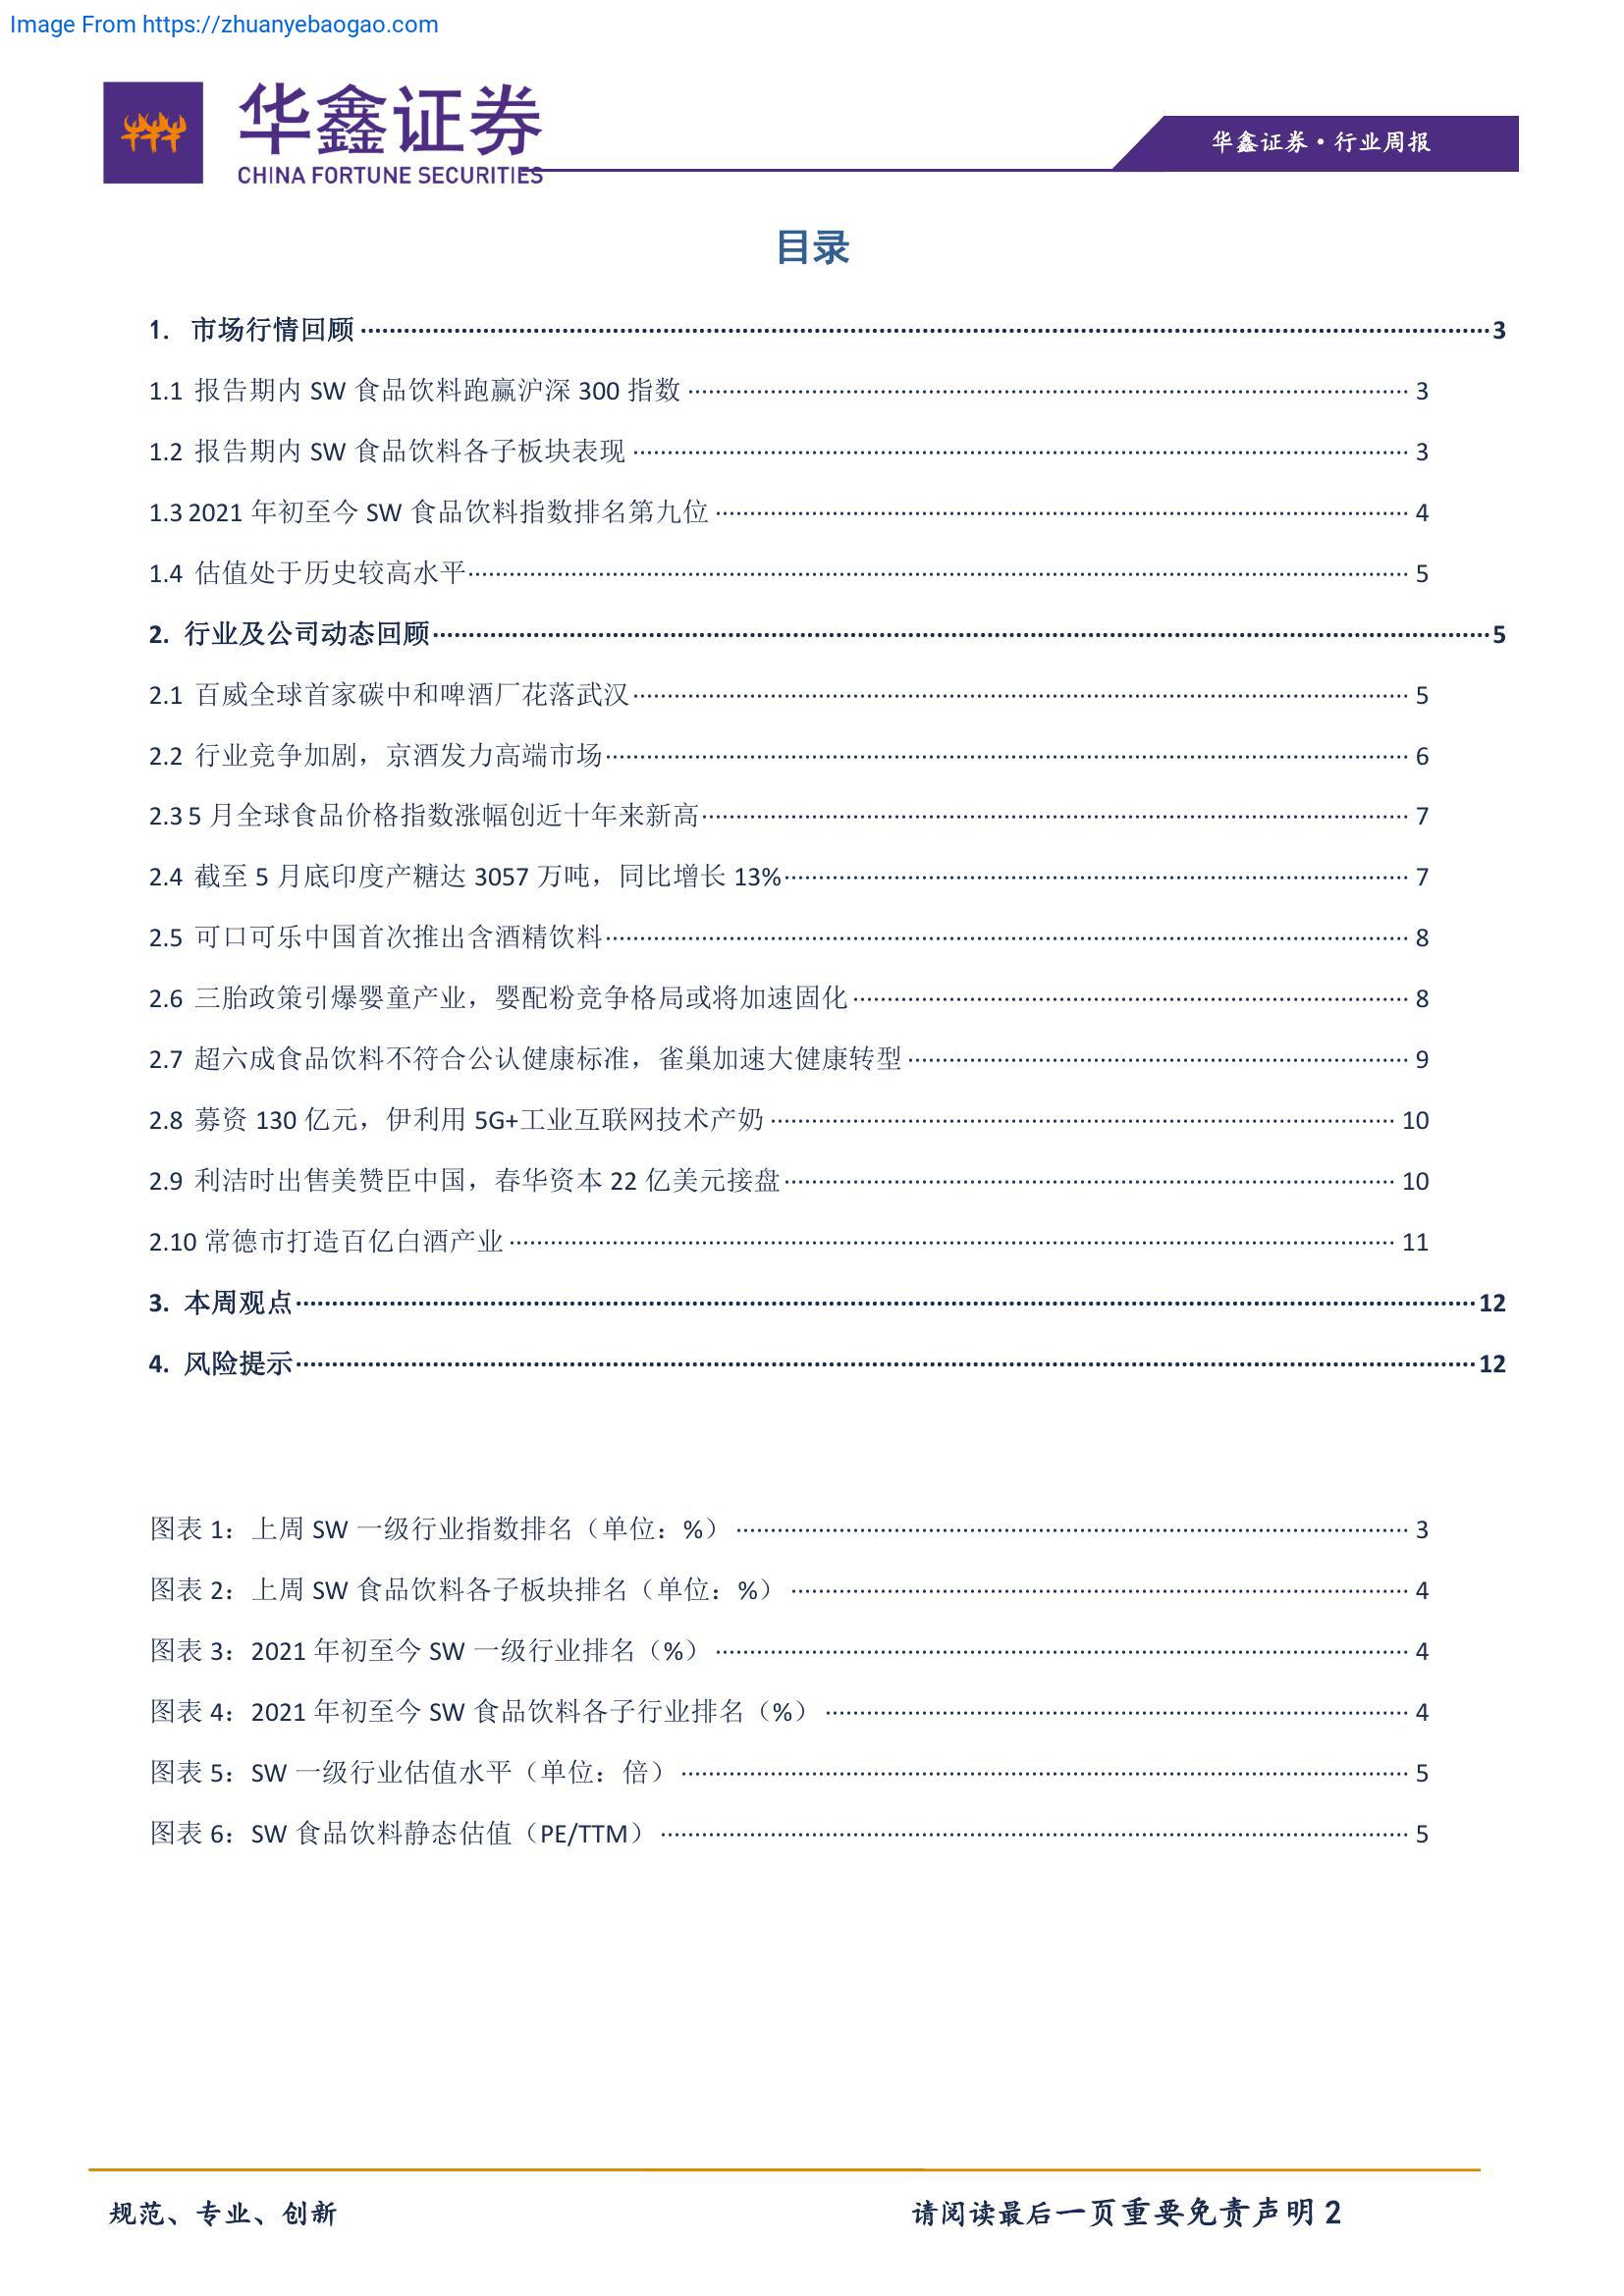 Image From https://zhuanyebaogao.com
华鑫证券
CHINA FORTUNE SECURITIES
华鑫证券·行业周报
目录
1. 市场行情回顾 3
1.1 报告期内 SW 食品饮料跑赢沪深 300 指数 3
1.2 报告期内 SW 食品饮料各子板块表现 3
1.3 2021 年初至今 SW 食品饮料指数排名第九位 4
1.4 估值处于历史较高水平 5
2. 行业及公司动态回顾 5
2.1 百威全球首家碳中和啤酒厂花落武汉 5
2.2 行业竞争加剧，京酒发力高端市场 6
2.3 5 月全球食品价格指数涨幅创近十年来新高 7
2.4 截至 5 月底印度产糖达 3057 万吨，同比增长 13% 7
2.5 可口可乐中国首次推出含酒精饮料 8
2.6 三胎政策引爆婴童产业，婴配粉竞争格局或将加速固化 8
2.7 超六成食品饮料不符合公认健康标准，雀巢加速大健康转型 9
2.8 募资 130 亿元，伊利用 5G+工业互联网技术产奶 10
2.9 利洁时出售美赞臣中国，春华资本 22 亿美元接盘 10
2.10 常德市打造百亿白酒产业 11
3. 本周观点 12
4. 风险提示 12
图表 1：上周 SW 一级行业指数排名（单位：%） 3
图表 2：上周 SW 食品饮料各子板块排名（单位：%） 4
图表 3：2021 年初至今 SW 一级行业排名（%） 4
图表 4：2021 年初至今 SW 食品饮料各子行业排名（%） 4
图表 5：SW 一级行业估值水平（单位：倍） 5
图表 6：SW 食品饮料静态估值（PE/TTM） 5
规范、专业、创新
请阅读最后一页重要免责声明 2